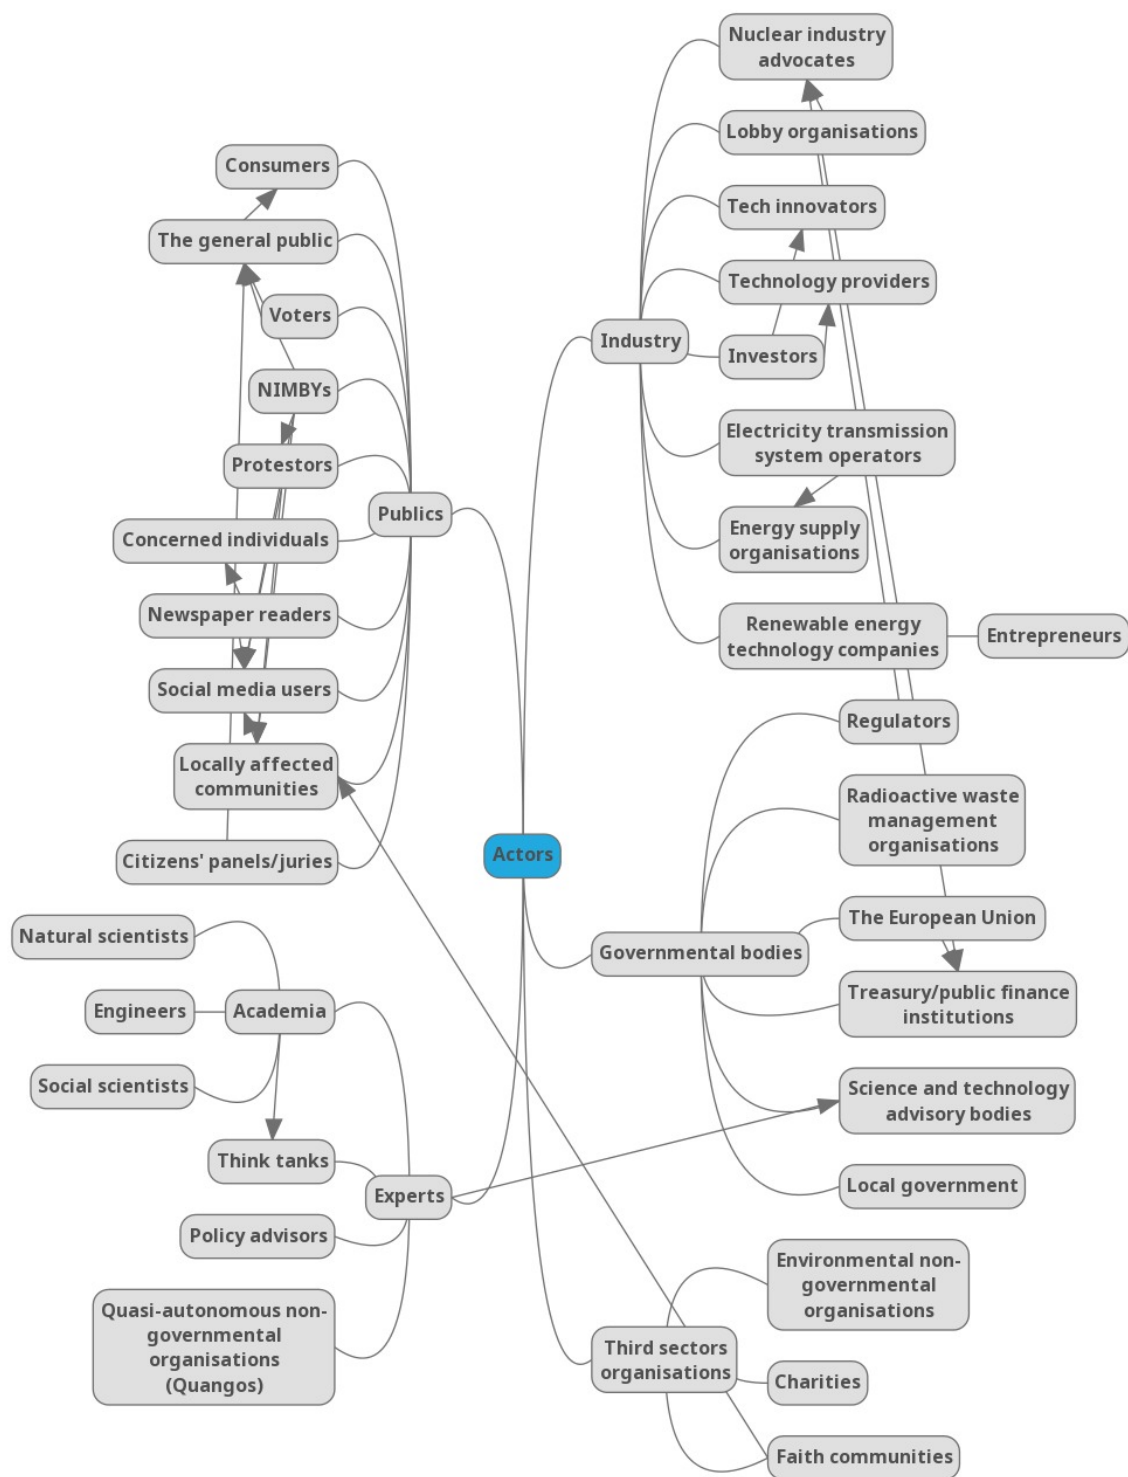 Nuclear industry
advocates
Lobby organisations
Tech innovators
Technology providers
Industry
Investors
Electricity transmission
system operators
Energy supply
organisations
Renewable energy
technology companies
Entrepreneurs
Consumers
The general public
Voters
NIMBYs
Protestors
Publics
Concerned individuals
Newspaper readers
Social media users
Locally affected
communities
Citizens' panels/juries
Actors
Regulators
Radioactive waste
management
organisations
The European Union
Governmental bodies
Treasury/public finance
institutions
Science and technology
advisory bodies
Local government
Natural scientists
Engineers
Academia
Social scientists
Think tanks
Experts
Policy advisors
Quasi-autonomous non-
governmental
organisations
(Quangos)
Environmental non-
governmental
organisations
Third sectors
organisations
Charities
Faith communities